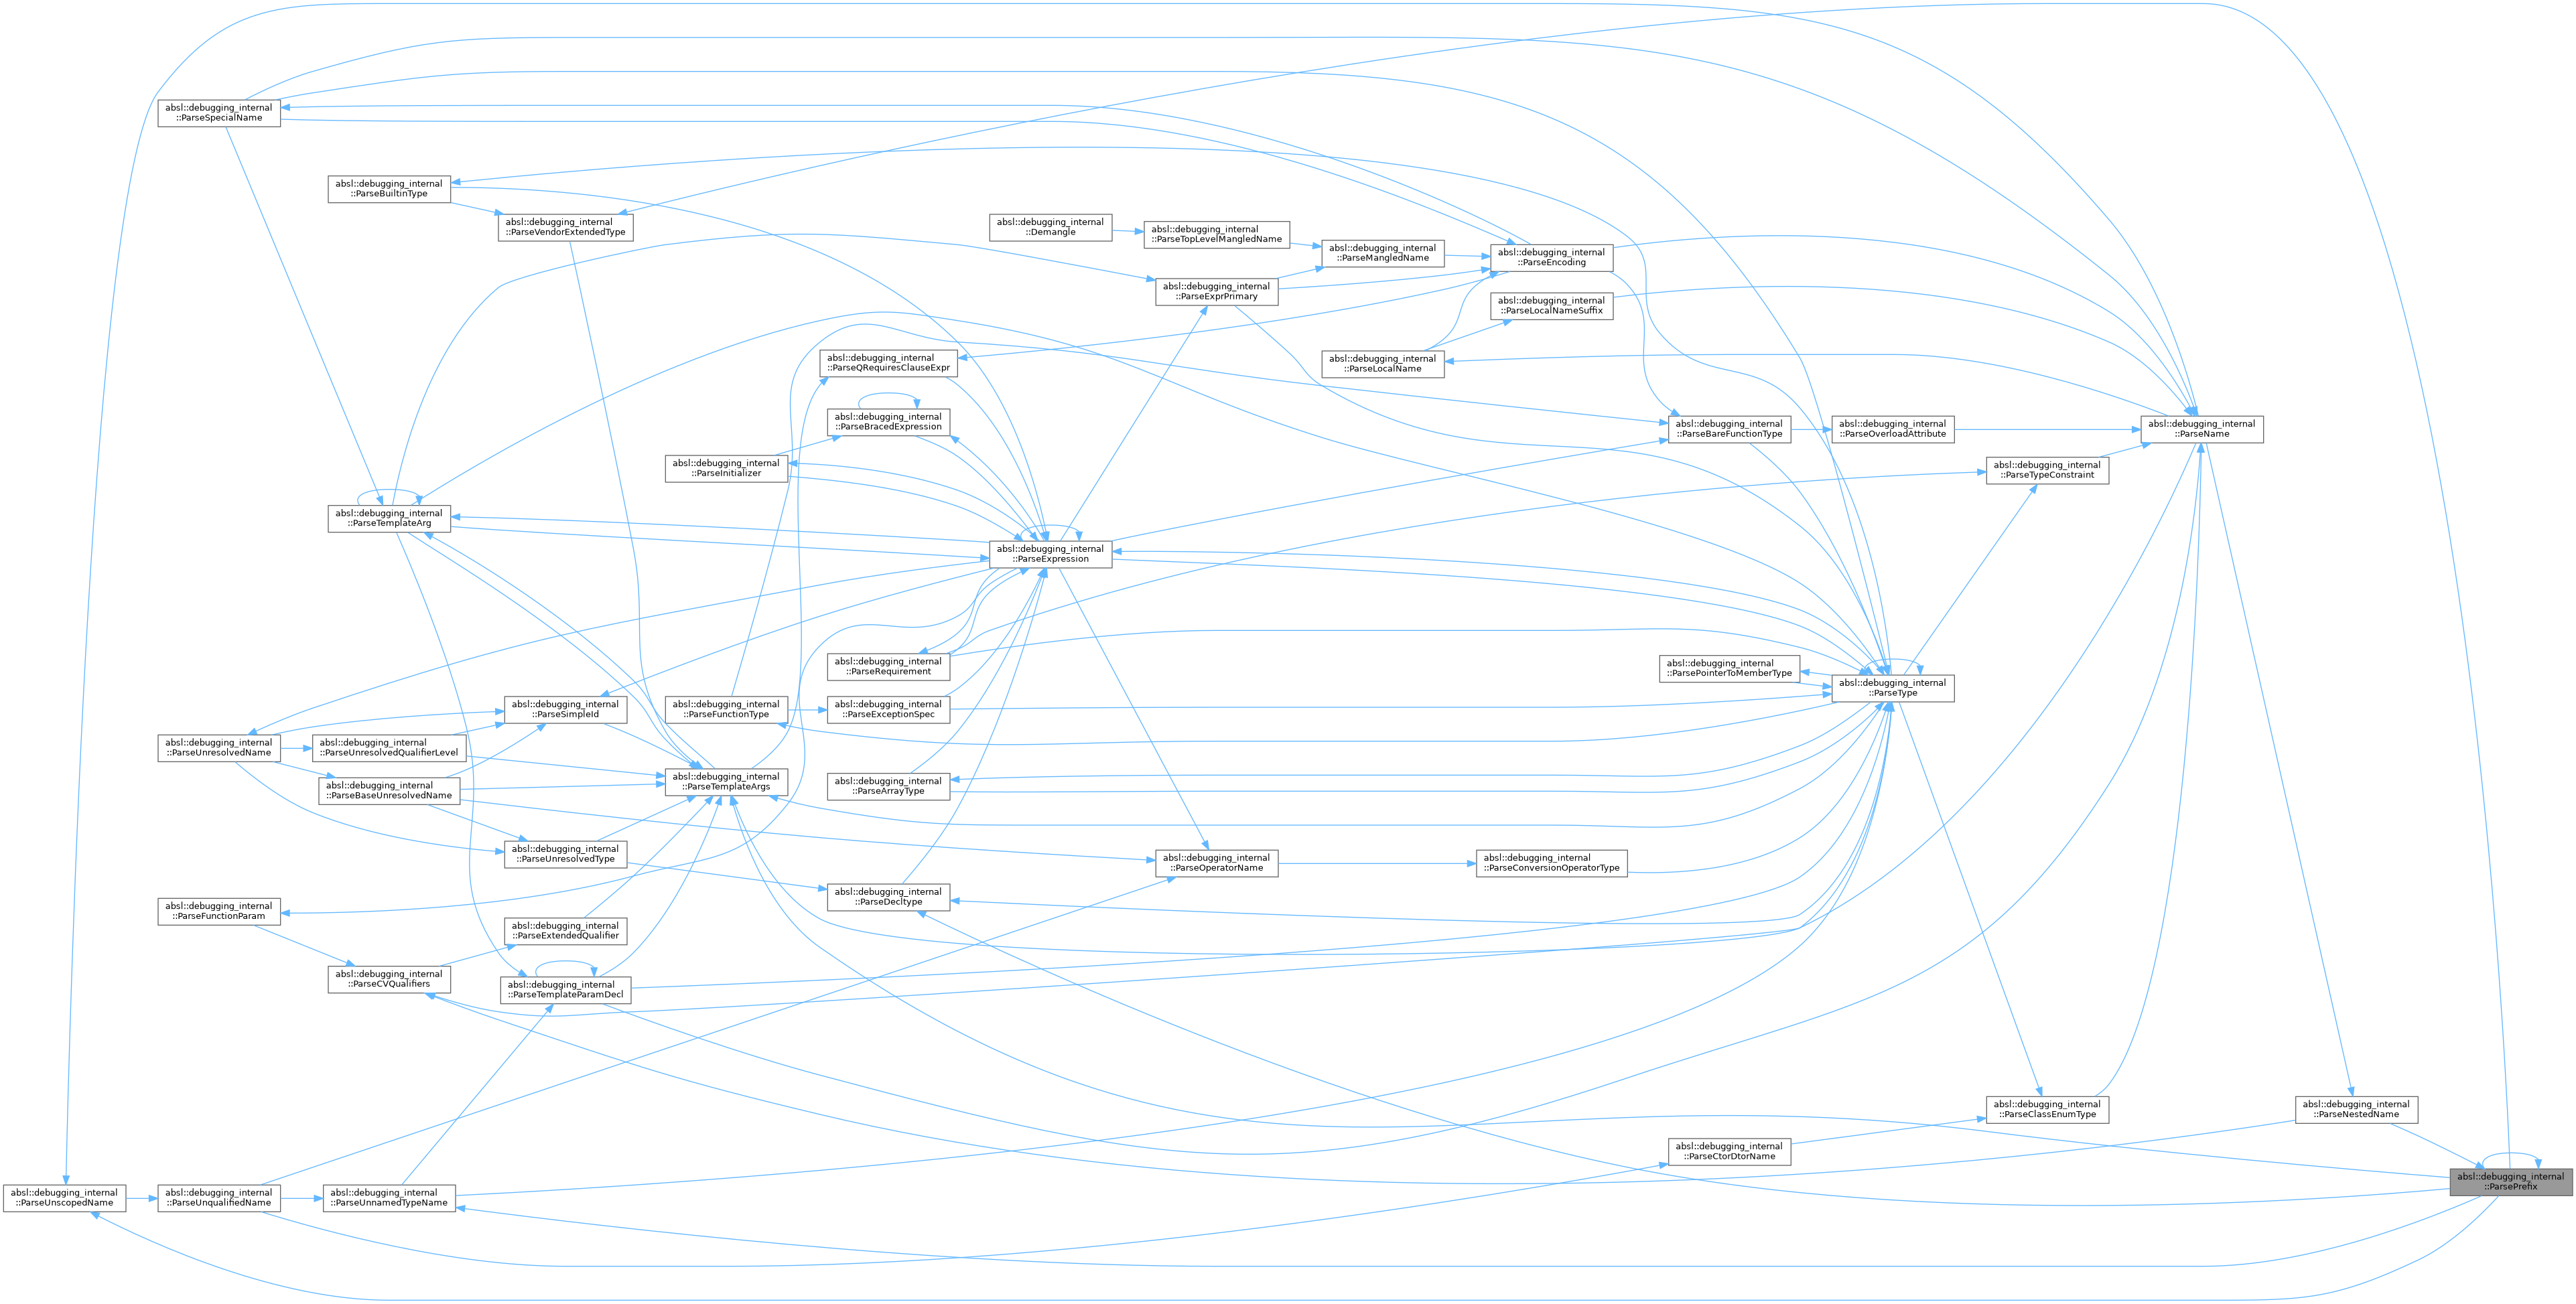 absl::debugging_internal
::ParseSpecialName
absl::debugging_internal
::ParseBuiltinType
absl::debugging_internal
::ParseVendorExtendedType
absl::debugging_internal
::Demangle
absl::debugging_internal
::ParseTopLevelMangledName
absl::debugging_internal
::ParseMangledName
absl::debugging_internal
::ParseEncoding
absl::debugging_internal
::ParseExprPrimary
absl::debugging_internal
::ParseLocalNameSuffix
absl::debugging_internal
::ParseQRequiresClauseExpr
absl::debugging_internal
::ParseLocalName
absl::debugging_internal
::ParseBracedExpression
absl::debugging_internal
::ParseBareFunctionType
absl::debugging_internal
::ParseOverloadAttribute
absl::debugging_internal
::ParseName
absl::debugging_internal
::ParseInitializer
absl::debugging_internal
::ParseTypeConstraint
absl::debugging_internal
::ParseTemplateArg
absl::debugging_internal
::ParseExpression
absl::debugging_internal
::ParseRequirement
absl::debugging_internal
::ParsePointerToMemberType
absl::debugging_internal
::ParseType
absl::debugging_internal
::ParseSimpleId
absl::debugging_internal
::ParseFunctionType
absl::debugging_internal
::ParseExceptionSpec
absl::debugging_internal
::ParseUnresolvedName
absl::debugging_internal
::ParseUnresolvedQualifierLevel
absl::debugging_internal
::ParseBaseUnresolvedName
absl::debugging_internal
::ParseTemplateArgs
absl::debugging_internal
::ParseArrayType
absl::debugging_internal
::ParseUnresolvedType
absl::debugging_internal
::ParseOperatorName
absl::debugging_internal
::ParseConversionOperatorType
absl::debugging_internal
::ParseDecltype
absl::debugging_internal
::ParseFunctionParam
absl::debugging_internal
::ParseExtendedQualifier
absl::debugging_internal
::ParseCVQualifiers
absl::debugging_internal
::ParseTemplateParamDecl
absl::debugging_internal
::ParseClassEnumType
absl::debugging_internal
::ParseNestedName
absl::debugging_internal
::ParseCtorDtorName
absl::debugging_internal
::ParsePrefix
absl::debugging_internal
::ParseUnscopedName
absl::debugging_internal
::ParseUnqualifiedName
absl::debugging_internal
::ParseUnnamedTypeName